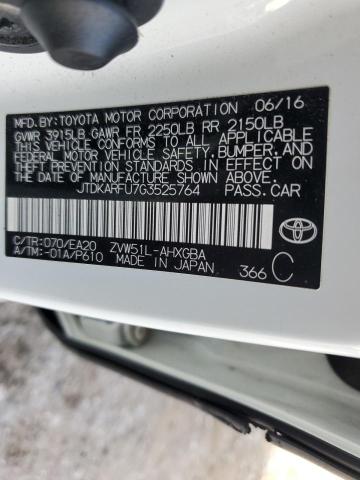 MFD.BY:TOYOTA MOTOR CORPORATION 06/16
GVWR 3915LB GAWR FR 2250LB RR 2150LB
THIS VEHICLE CONFORMS TO ALL APPLICABLE
FEDERAL MOTOR VEHICLE SAFETY, BUMPER, AND
THEFT PREVENTION STANDARDS IN EFFECT ON
THE DATE OF MANUFACTURE SHOWN ABOVE.
JTDKARFU7G3525764 PASS.CAR
C/TR:070/EA20 ZVW51L-AHXGBA
A/TM:-01A/P610 MADE IN JAPAN 366 C